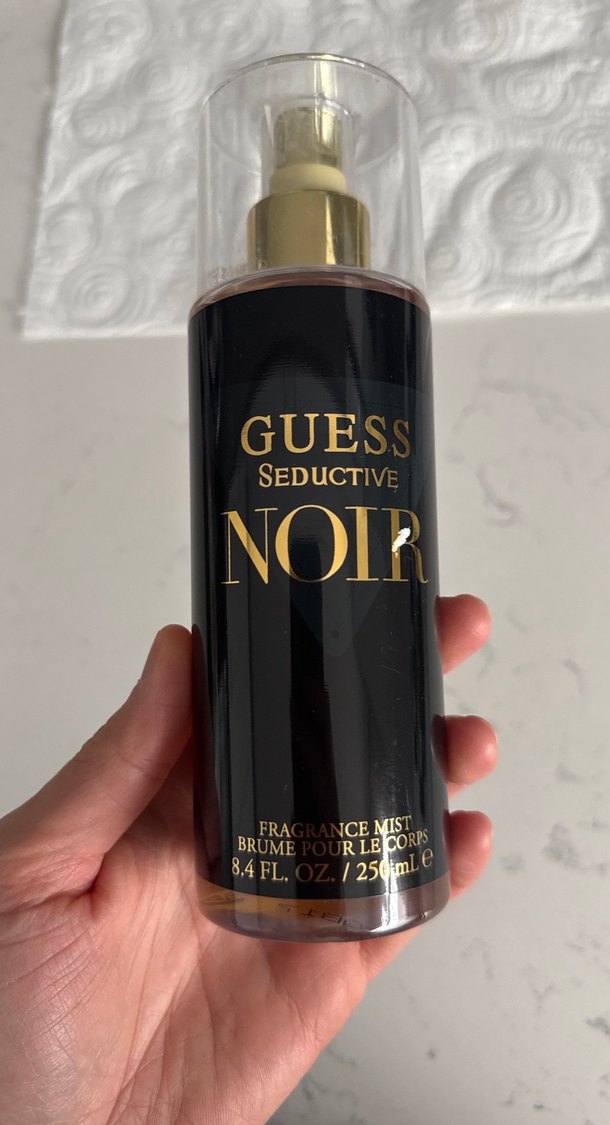 GUESS
SEDUCTIVE
NOIR
FRAGRANCE MIST
BRUME POUR LE CORPS
8.4 FL. OZ. / 250 mL ℮